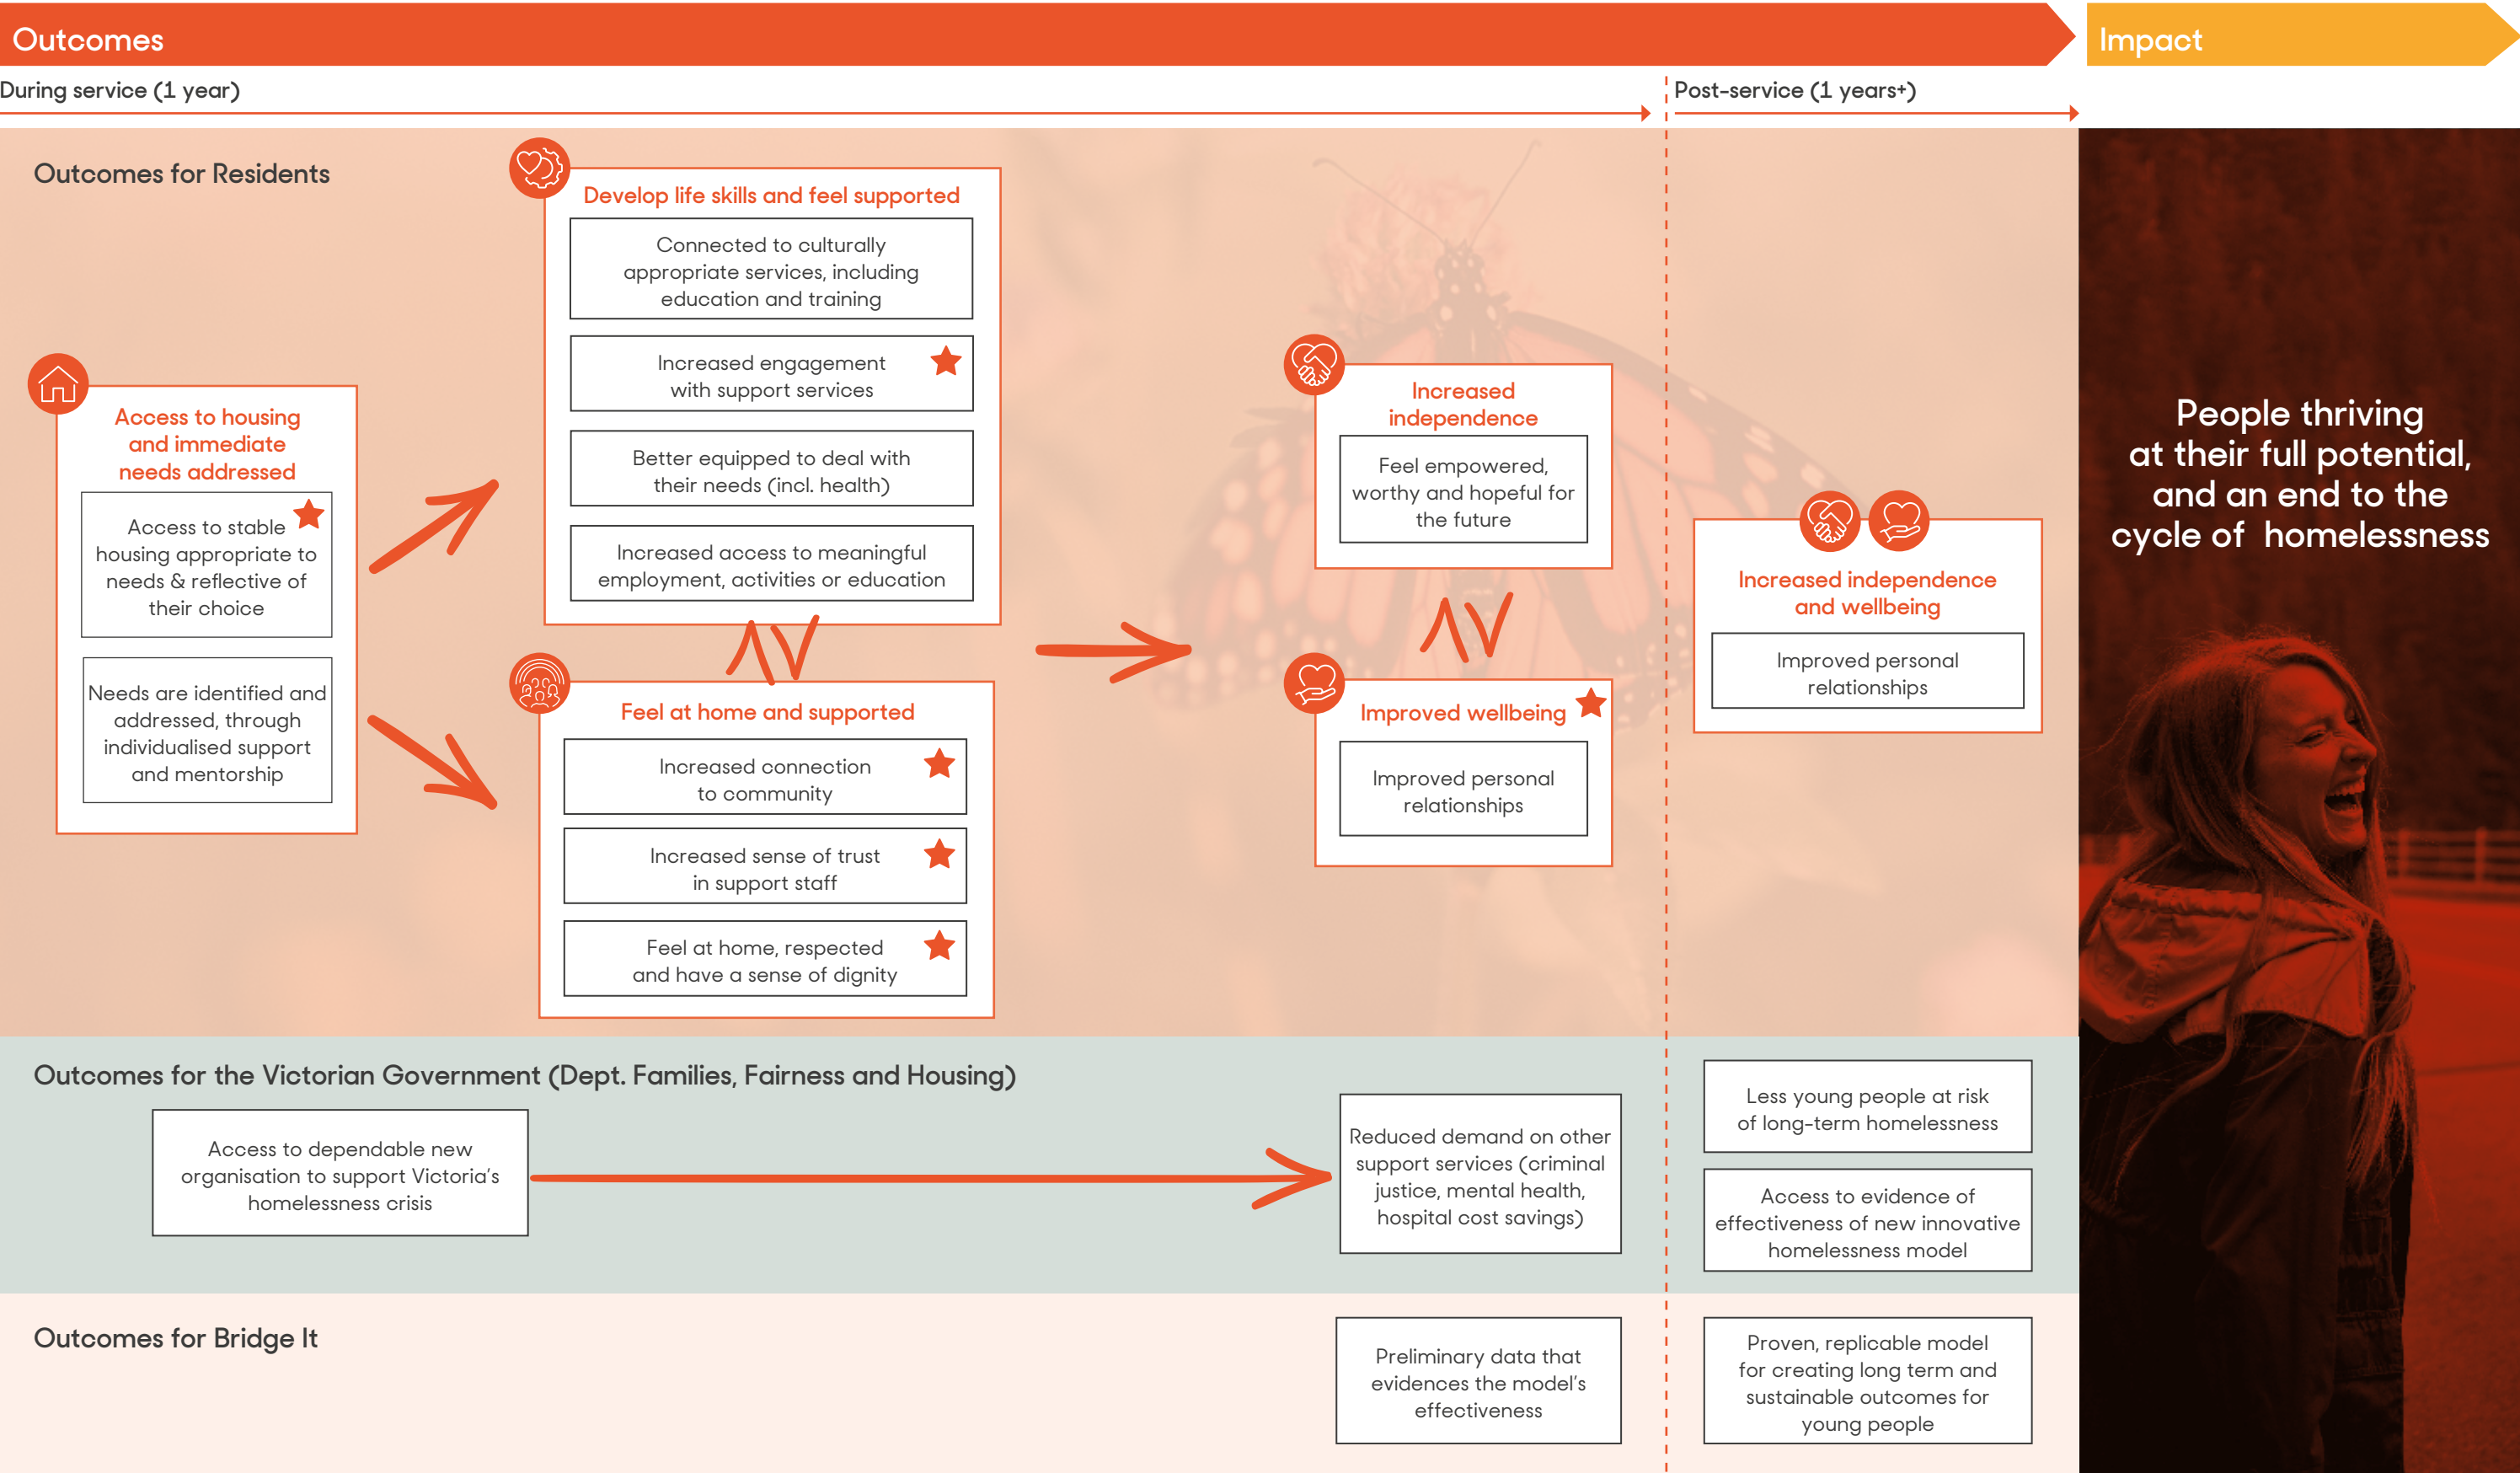 Outcomes
Impact
During service (1 year)
Post-service (1 years+)
Outcomes for Residents
Access to housing
and immediate
needs addressed
Access to stable
housing appropriate to
needs & reflective of
their choice
Needs are identified and
addressed, through
individualised support
and mentorship
Develop life skills and feel supported
Connected to culturally
appropriate services, including
education and training
Increased engagement
with support services
Better equipped to deal with
their needs (incl. health)
Increased access to meaningful
employment, activities or education
Feel at home and supported
Increased connection
to community
Increased sense of trust
in support staff
Feel at home, respected
and have a sense of dignity
Increased
independence
Feel empowered,
worthy and hopeful for
the future
Improved wellbeing
Improved personal
relationships
Increased independence
and wellbeing
Improved personal
relationships
People thriving
at their full potential,
and an end to the
cycle of homelessness
Outcomes for the Victorian Government (Dept. Families, Fairness and Housing)
Access to dependable new
organisation to support Victoria's
homelessness crisis
Reduced demand on other
support services (criminal
justice, mental health,
hospital cost savings)
Less young people at risk
of long-term homelessness
Access to evidence of
effectiveness of new innovative
homelessness model
Outcomes for Bridge It
Preliminary data that
evidences the model's
effectiveness
Proven, replicable model
for creating long term and
sustainable outcomes for
young people